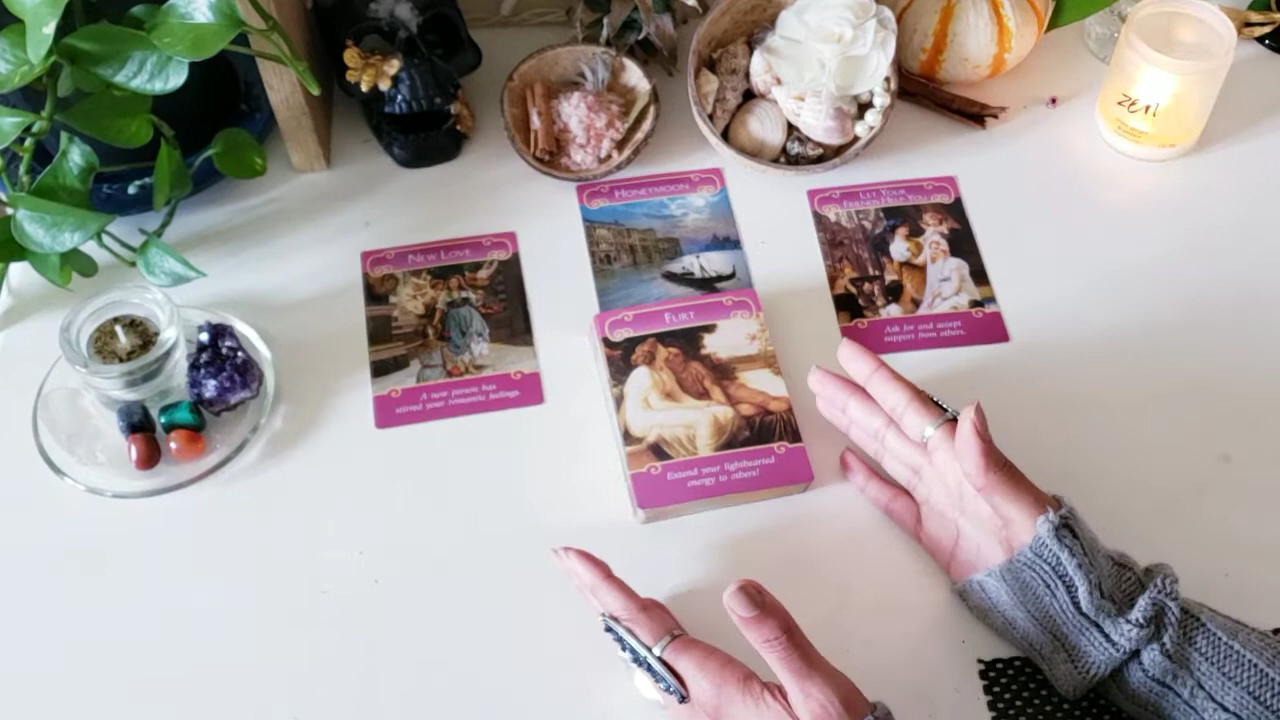 New Love
A new person has
stirred your romantic feelings.
Honeymoon
Flirt
Extend your lighthearted
energy to others!
Let Your
Friends Help You
Ask for and accept
support from others.
ZEN